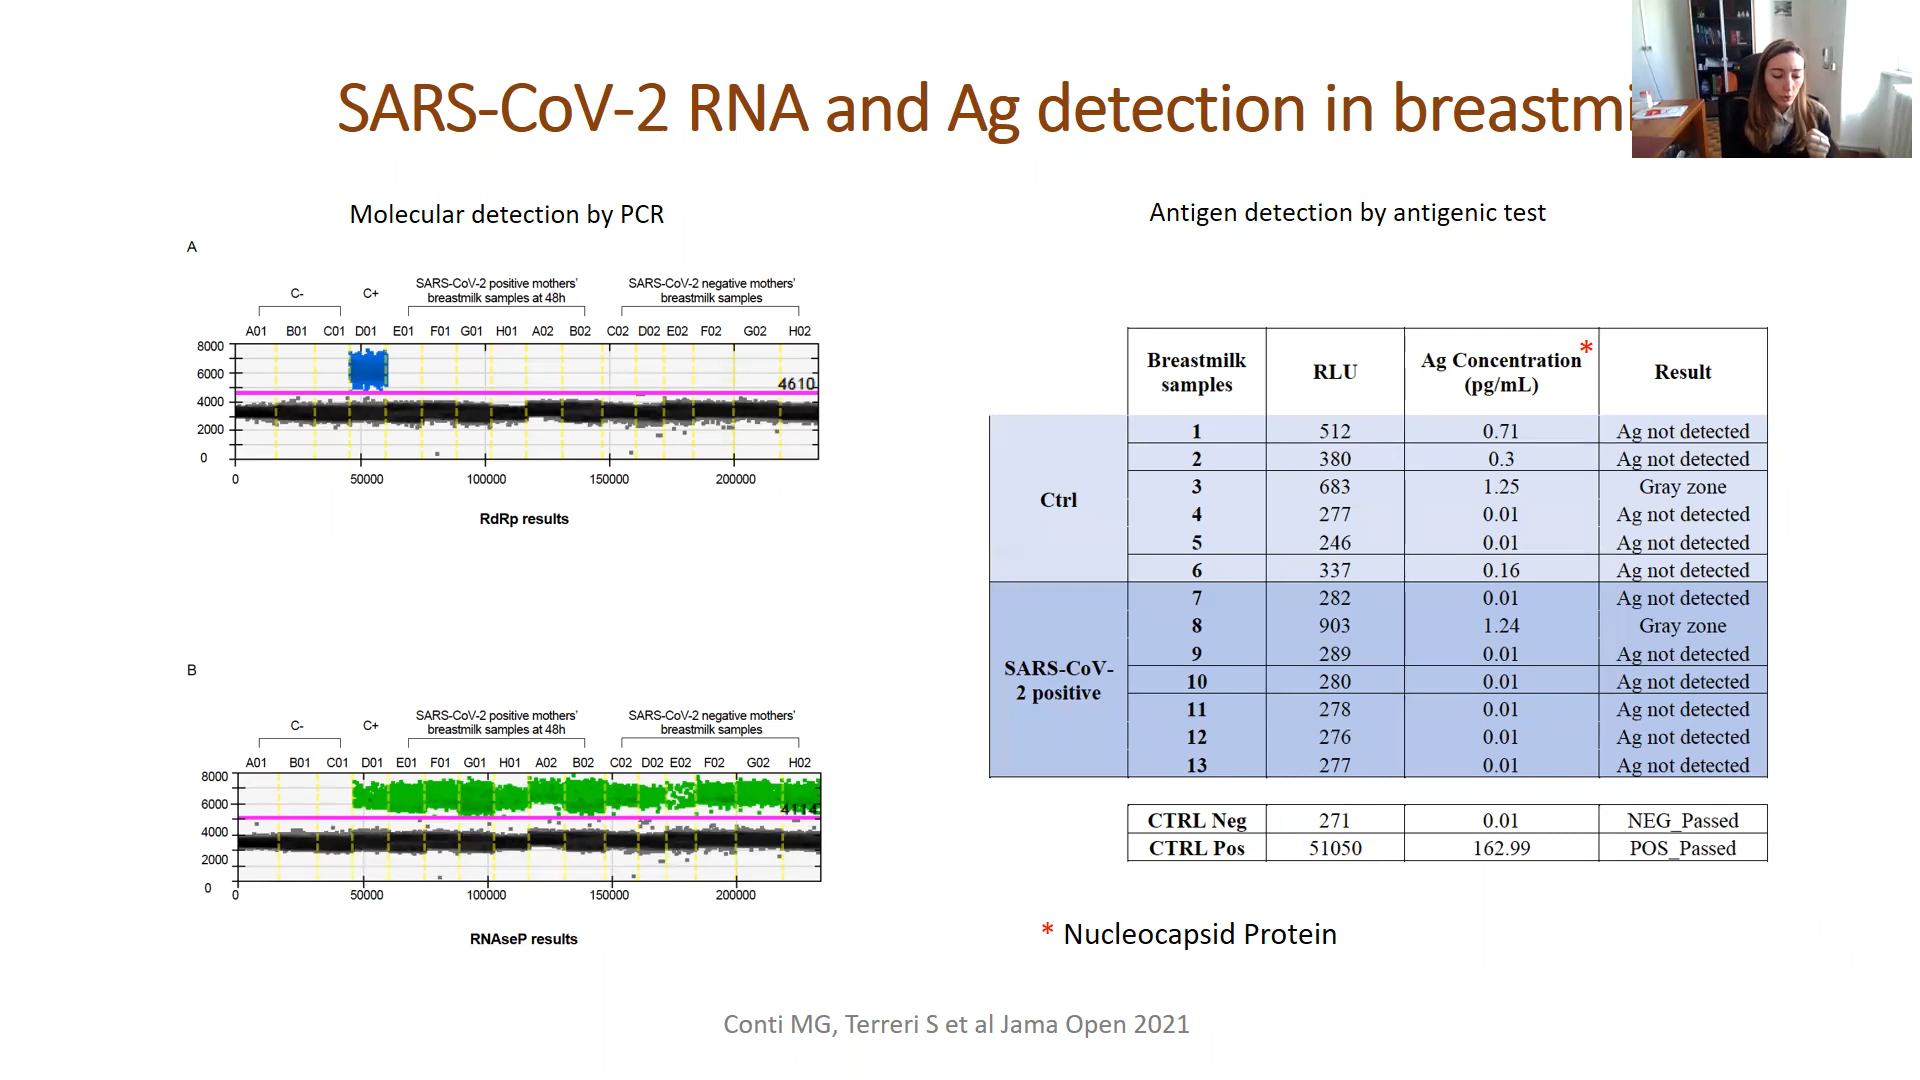 SARS-CoV-2 RNA and Ag detection in breastmi
Molecular detection by PCR
A
C-
C+
SARS-CoV-2 positive mothers' breastmilk samples at 48h
SARS-CoV-2 negative mothers' breastmilk samples
A01 B01 C01 D01 E01 F01 G01 H01 A02 B02 C02 D02 E02 F02 G02 H02
8000
6000
4000
2000
0
4610
0 50000 100000 150000 200000
RdRp results
B
C-
C+
SARS-CoV-2 positive mothers' breastmilk samples at 48h
SARS-CoV-2 negative mothers' breastmilk samples
A01 B01 C01 D01 E01 F01 G01 H01 A02 B02 C02 D02 E02 F02 G02 H02
8000
6000
4000
2000
0
4114
0 50000 100000 150000 200000
RNAseP results
Antigen detection by antigenic test
Breastmilk samples RLU Ag Concentration* (pg/mL) Result
Ctrl
1 512 0.71 Ag not detected
2 380 0.3 Ag not detected
3 683 1.25 Gray zone
4 277 0.01 Ag not detected
5 246 0.01 Ag not detected
6 337 0.16 Ag not detected
SARS-CoV-2 positive
7 282 0.01 Ag not detected
8 903 1.24 Gray zone
9 289 0.01 Ag not detected
10 280 0.01 Ag not detected
11 278 0.01 Ag not detected
12 276 0.01 Ag not detected
13 277 0.01 Ag not detected
CTRL Neg 271 0.01 NEG_Passed
CTRL Pos 51050 162.99 POS_Passed
* Nucleocapsid Protein
Conti MG, Terreri S et al Jama Open 2021